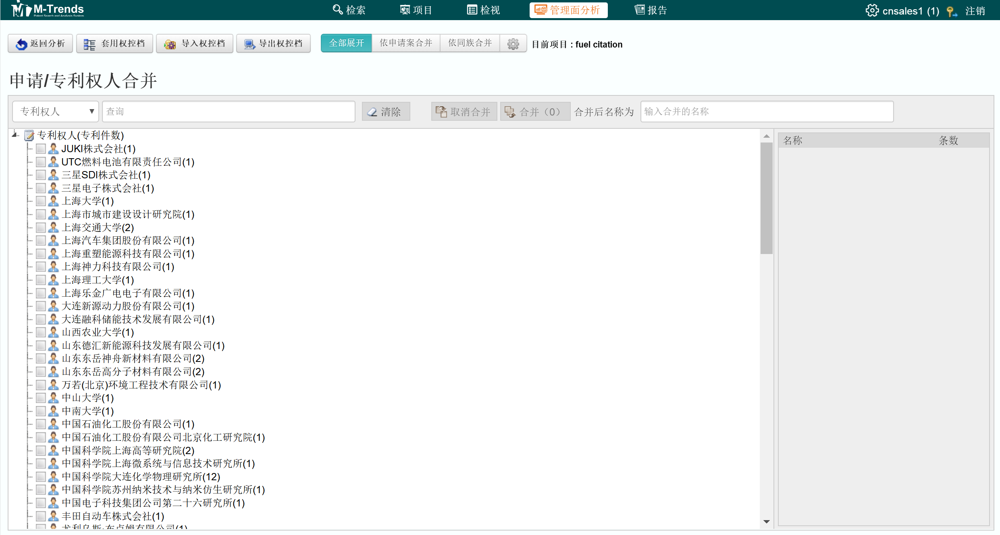 M-Trends
Patent Search and Analysis System
检索 项目 检视 管理面分析 报告 cnsales1 (1) 注销
返回分析 套用权控档 导入权控档 导出权控档 全部展开 依申请案合并 依同族合并 目前项目 : fuel citation
申请/专利权人合并
专利权人 ▼ 查询 清除 取消合并 合并（0） 合并后名称为 输入合并的名称
专利权人(专利件数) 名称 条数
JUKI株式会社(1)
UTC燃料电池有限责任公司(1)
三星SDI株式会社(1)
三星电子株式会社(1)
上海大学(1)
上海市城市建设设计研究院(1)
上海交通大学(2)
上海汽车集团股份有限公司(1)
上海重塑能源科技有限公司(1)
上海神力科技有限公司(1)
上海理工大学(1)
上海乐金广电电子有限公司(1)
大连新源动力股份有限公司(1)
大连融科储能技术发展有限公司(1)
山西农业大学(1)
山东德汇新能源科技发展有限公司(1)
山东东岳神舟新材料有限公司(2)
山东东岳高分子材料有限公司(2)
万若(北京)环境工程技术有限公司(1)
中山大学(1)
中南大学(1)
中国石油化工股份有限公司(1)
中国石油化工股份有限公司北京化工研究院(1)
中国科学院上海高等研究院(2)
中国科学院上海微系统与信息技术研究所(1)
中国科学院大连化学物理研究所(12)
中国科学院苏州纳米技术与纳米仿生研究所(1)
中国电子科技集团公司第二十六研究所(1)
丰田自动车株式会社(1)
尤利乌斯·布卢姆有限公司(1)